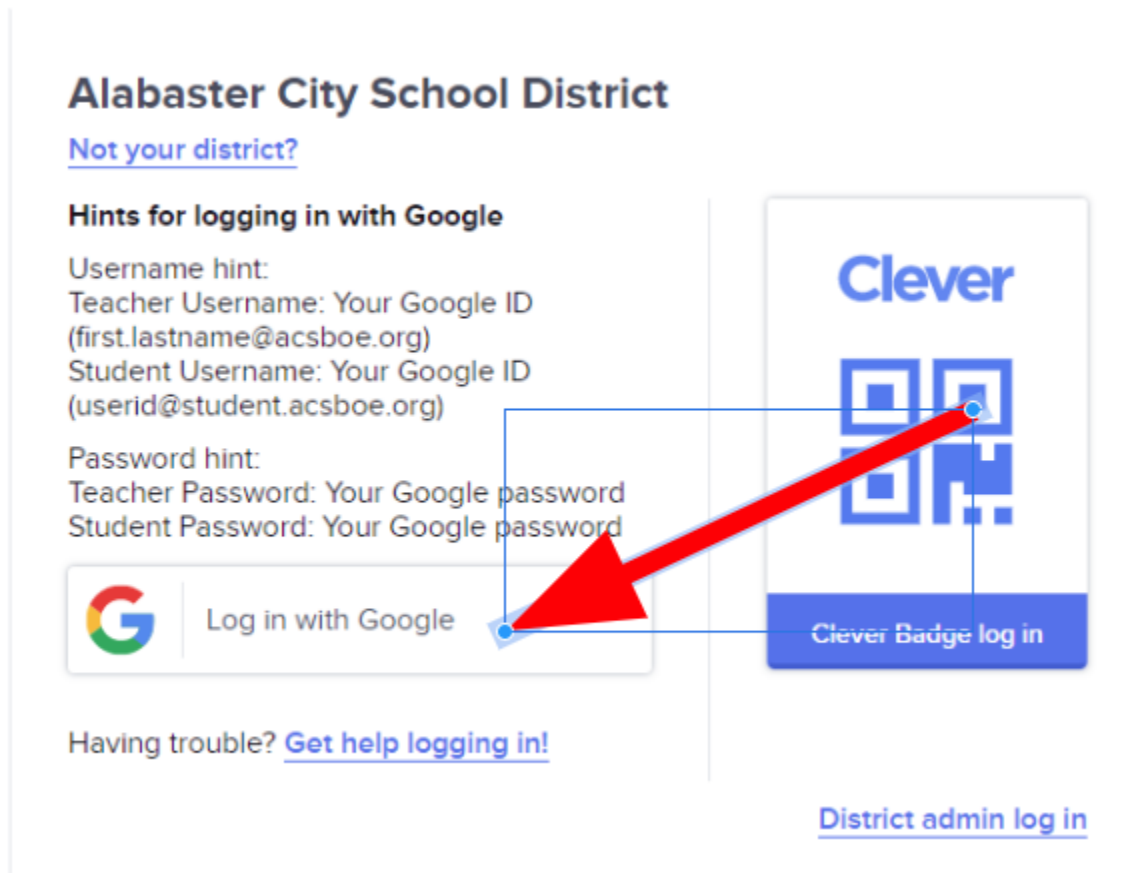 Alabaster City School District
Not your district?
Hints for logging in with Google
Username hint:
Teacher Username: Your Google ID
(first.lastname@acsboe.org)
Student Username: Your Google ID
(userid@student.acsboe.org)
Password hint:
Teacher Password: Your Google password
Student Password: Your Google password
Log in with Google
Having trouble? Get help logging in!
Clever
Clever Badge log in
District admin log in